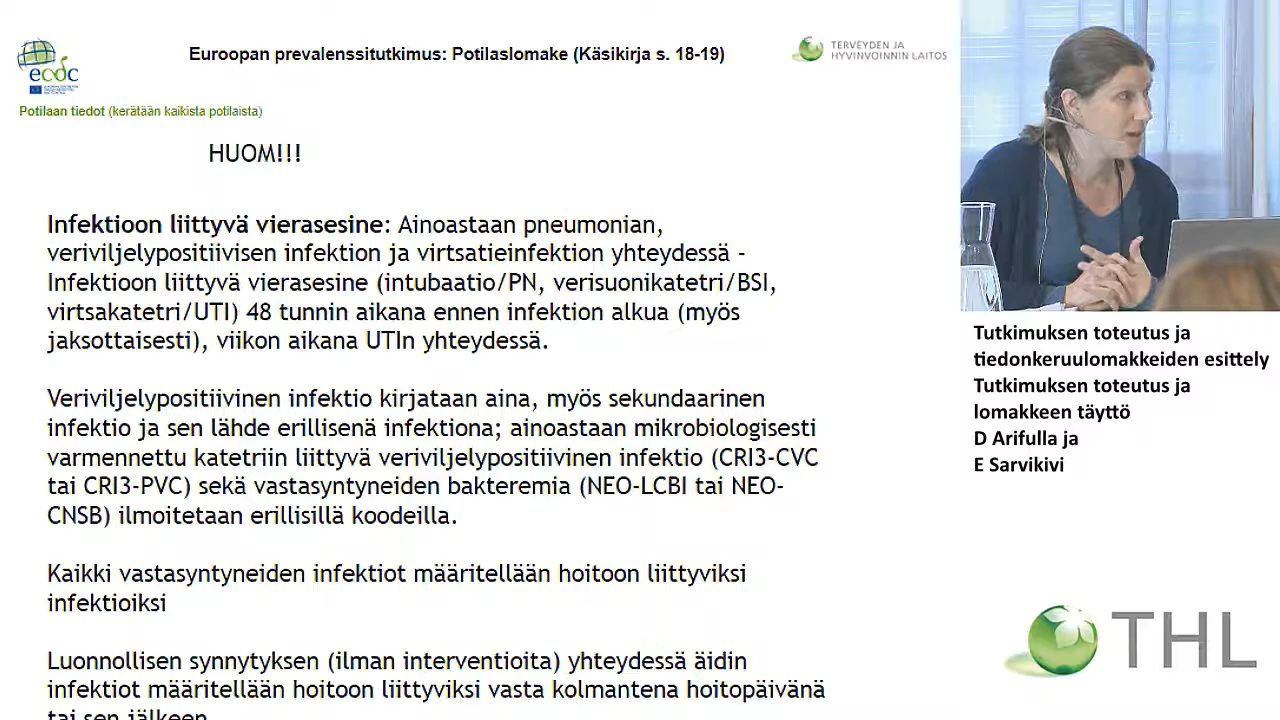 Euroopan prevalenssitutkimus: Potilaslomake (Käsikirja s. 18-19)
ecdc
TERVEYDEN JA
HYVINVOINNIN LAITOS
Potilaan tiedot (kerätään kaikista potilaista)
HUOM!!!
Infektioon liittyvä vierasesine: Ainoastaan pneumonian,
veriviljelypositiivisen infektion ja virtsatieinfektion yhteydessä -
Infektioon liittyvä vierasesine (intubaatio/PN, verisuonikatetri/BSI,
virtsakatetri/UTI) 48 tunnin aikana ennen infektion alkua (myös
jaksottaisesti), viikon aikana UTIn yhteydessä.
Veriviljelypositiivinen infektio kirjataan aina, myös sekundaarinen
infektio ja sen lähde erillisenä infektiona; ainoastaan mikrobiologisesti
varmennettu katetriin liittyvä veriviljelypositiivinen infektio (CRI3-CVC
tai CRI3-PVC) sekä vastasyntyneiden bakteremia (NEO-LCBI tai NEO-
CNSB) ilmoitetaan erillisillä koodeilla.
Kaikki vastasyntyneiden infektiot määritellään hoitoon liittyviksi
infektioiksi
Luonnollisen synnytyksen (ilman interventioita) yhteydessä äidin
infektiot määritellään hoitoon liittyviksi vasta kolmantena hoitopäivänä
tai sen jälkeen
Tutkimuksen toteutus ja
tiedonkeruulomakkeiden esittely
Tutkimuksen toteutus ja
lomakkeen täyttö
D Arifulla ja
E Sarvikivi
THL